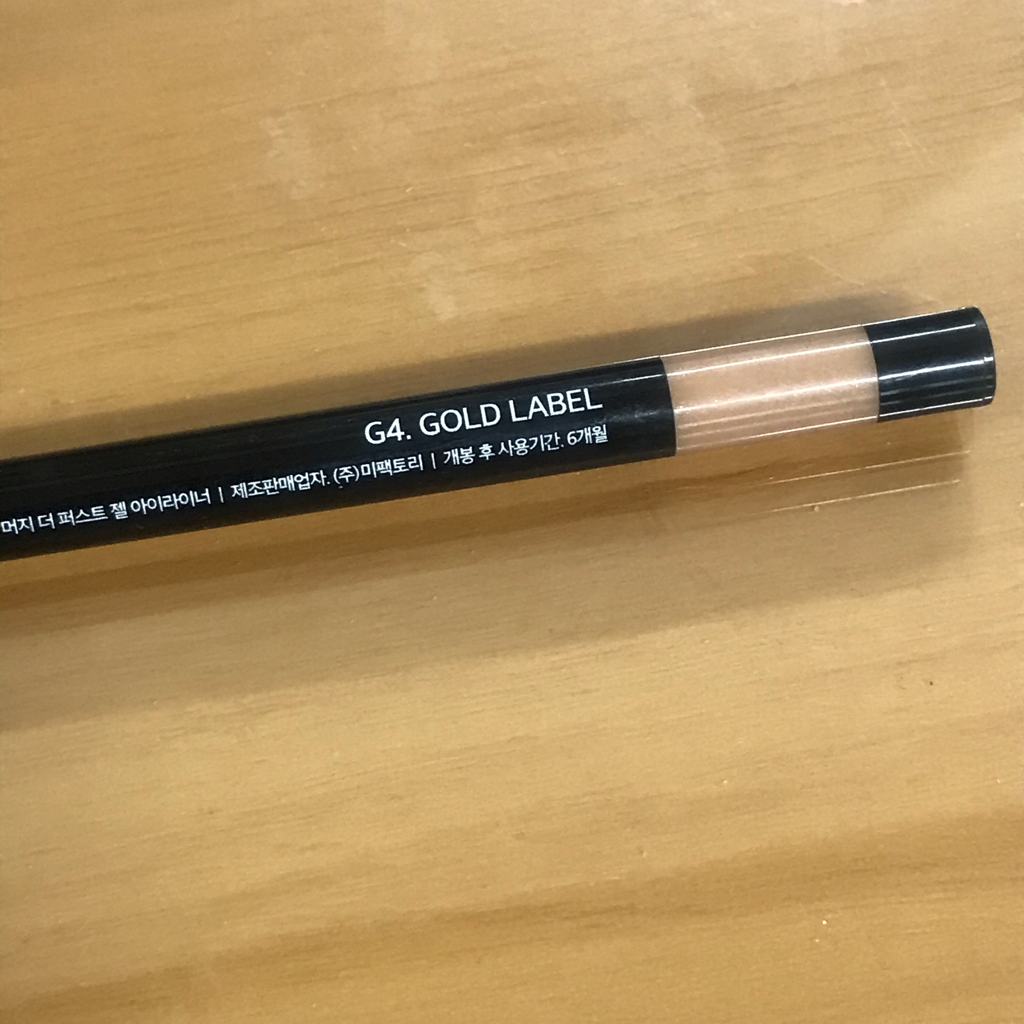 G4. GOLD LABEL
머지 더 퍼스트 젤 아이라이너 | 제조판매업자. (주)미팩토리 | 개봉 후 사용기간. 6개월